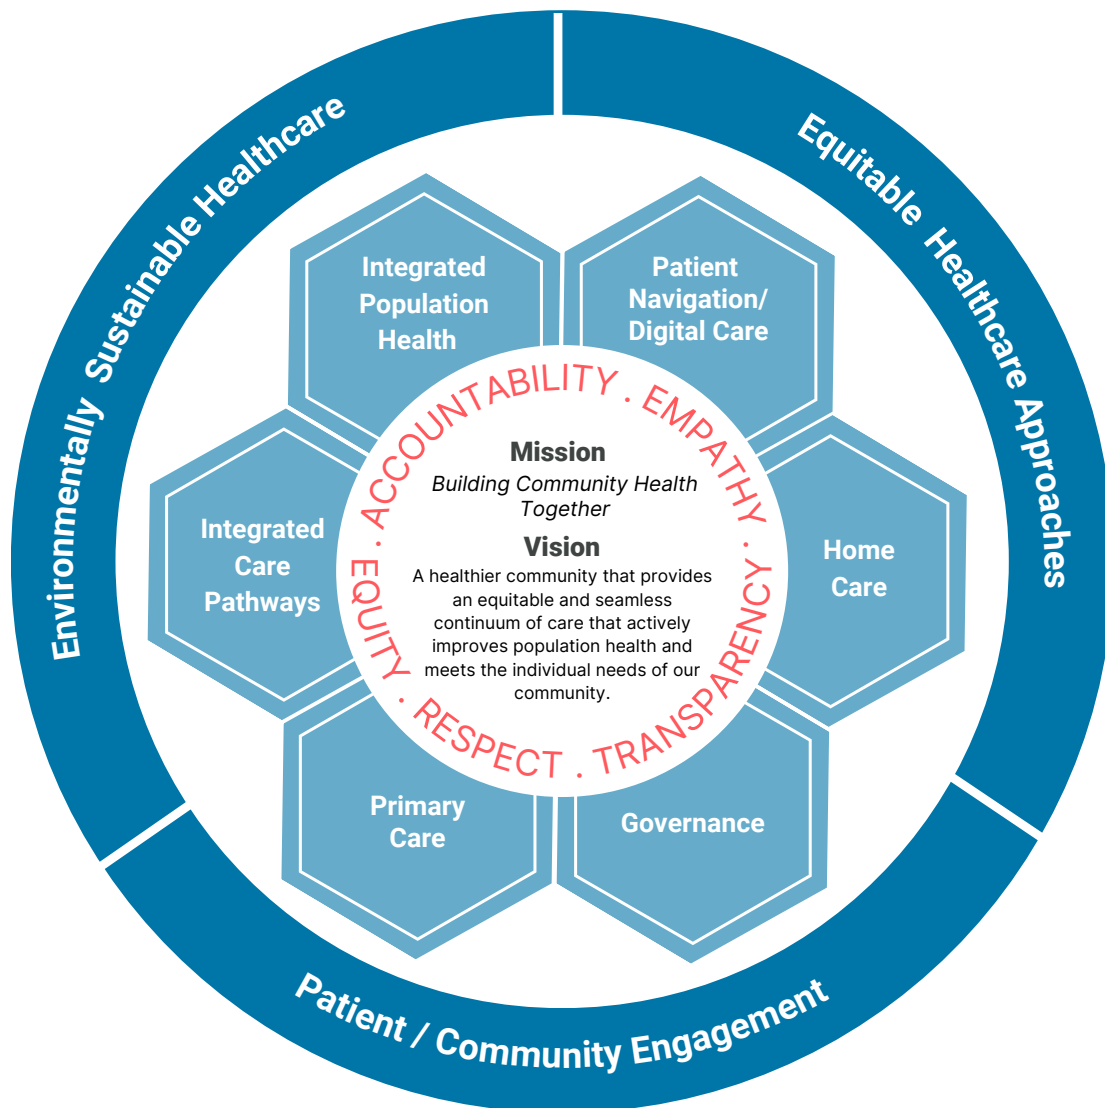 Environmentally  Sustainable Healthcare
Equitable  Healthcare Approaches
Integrated
Population
Health
Patient
Navigation/
Digital Care
Integrated
Care
Pathways
Home
Care
Primary
Care
Governance
ACCOUNTABILITY . EMPATHY . TRANSPARENCY . RESPECT . EQUITY .
Mission
Building Community Health
Together
Vision
A healthier community that provides
an equitable and seamless
continuum of care that actively
improves population health and
meets the individual needs of our
community.
Patient / Community Engagement